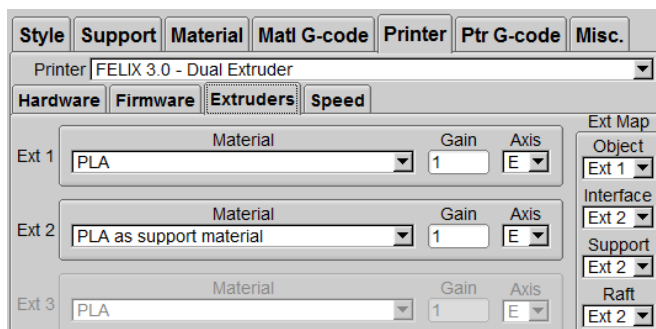 Style Support Material Matl G-code Printer Ptr G-code Misc.
Printer FELIX 3.0 - Dual Extruder
Hardware Firmware Extruders Speed
Ext Map
Material Gain Axis Object
Ext 1 PLA 1 E Ext 1
Interface
Material Gain Axis Ext 2
Ext 2 PLA as support material 1 E Support
Ext 2
Material Gain Axis Raft
Ext 3 PLA 1 E Ext 2